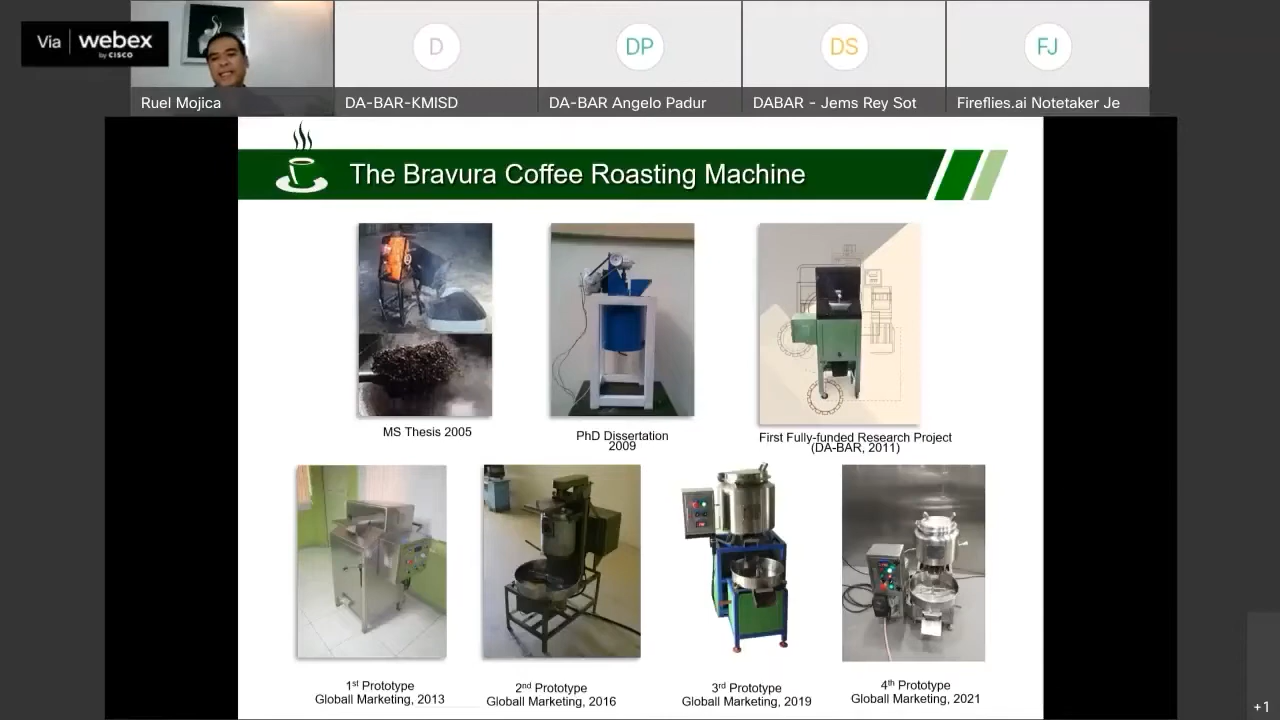 Via webex
by CISCO
D
DP
DS
FJ
Ruel Mojica
DA-BAR-KMISD
DA-BAR Angelo Padur
DABAR - Jems Rey Sot
Fireflies.ai Notetaker Je
The Bravura Coffee Roasting Machine
MS Thesis 2005
PhD Dissertation
2009
First Fully-funded Research Project
(DA-BAR, 2011)
1st Prototype
Globall Marketing, 2013
2nd Prototype
Globall Marketing, 2016
3rd Prototype
Globall Marketing, 2019
4th Prototype
Globall Marketing, 2021
+1